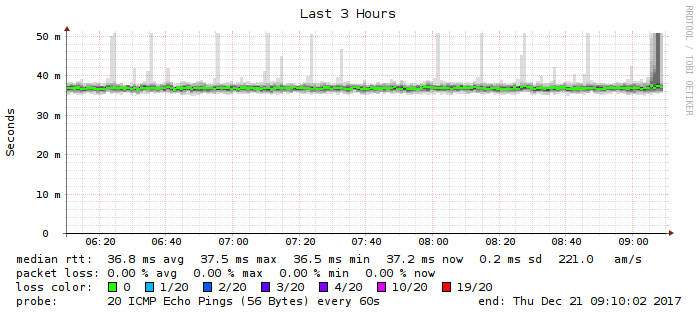 Last 3 Hours
RRDTOOL / TOBI OETIKER
Seconds
50 m
40 m
30 m
20 m
10 m
0
06:20 06:40 07:00 07:20 07:40 08:00 08:20 08:40 09:00
median rtt: 36.8 ms avg 37.5 ms max 36.5 ms min 37.2 ms now 0.2 ms sd 221.0 am/s
packet loss: 0.00 % avg 0.00 % max 0.00 % min 0.00 % now
loss color: 0 1/20 2/20 3/20 4/20 10/20 19/20
probe: 20 ICMP Echo Pings (56 Bytes) every 60s end: Thu Dec 21 09:10:02 2017